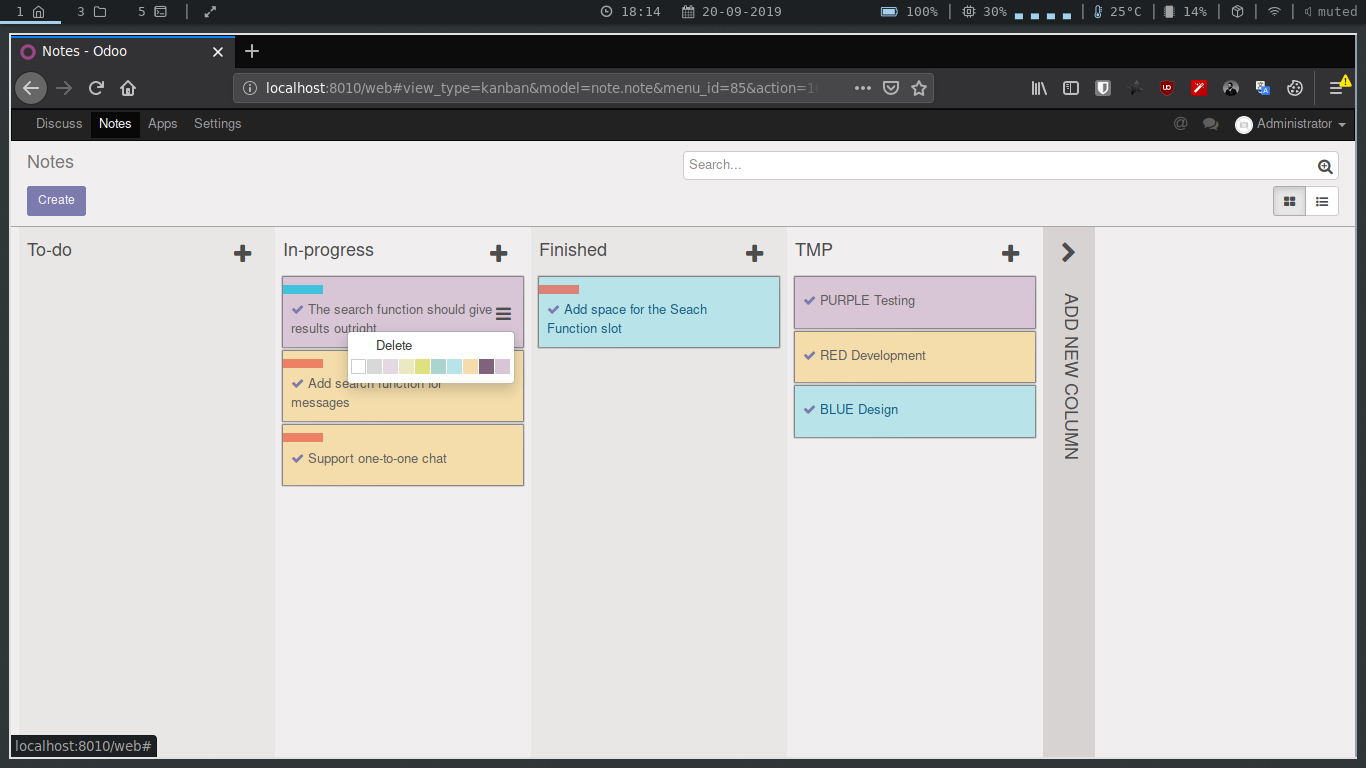 1 3 5 18:14 20-09-2019 100% 30% 25°C 14% muted
Notes - Odoo
localhost:8010/web#view_type=kanban&model=note.note&menu_id=85&action=1
Discuss Notes Apps Settings @ Administrator
Notes
Search...
Create
To-do
In-progress
Finished
TMP
The search function should give
results outright
Delete
Add search function for
messages
Support one-to-one chat
Add space for the Seach
Function slot
PURPLE Testing
RED Development
BLUE Design
ADD NEW COLUMN
localhost:8010/web#